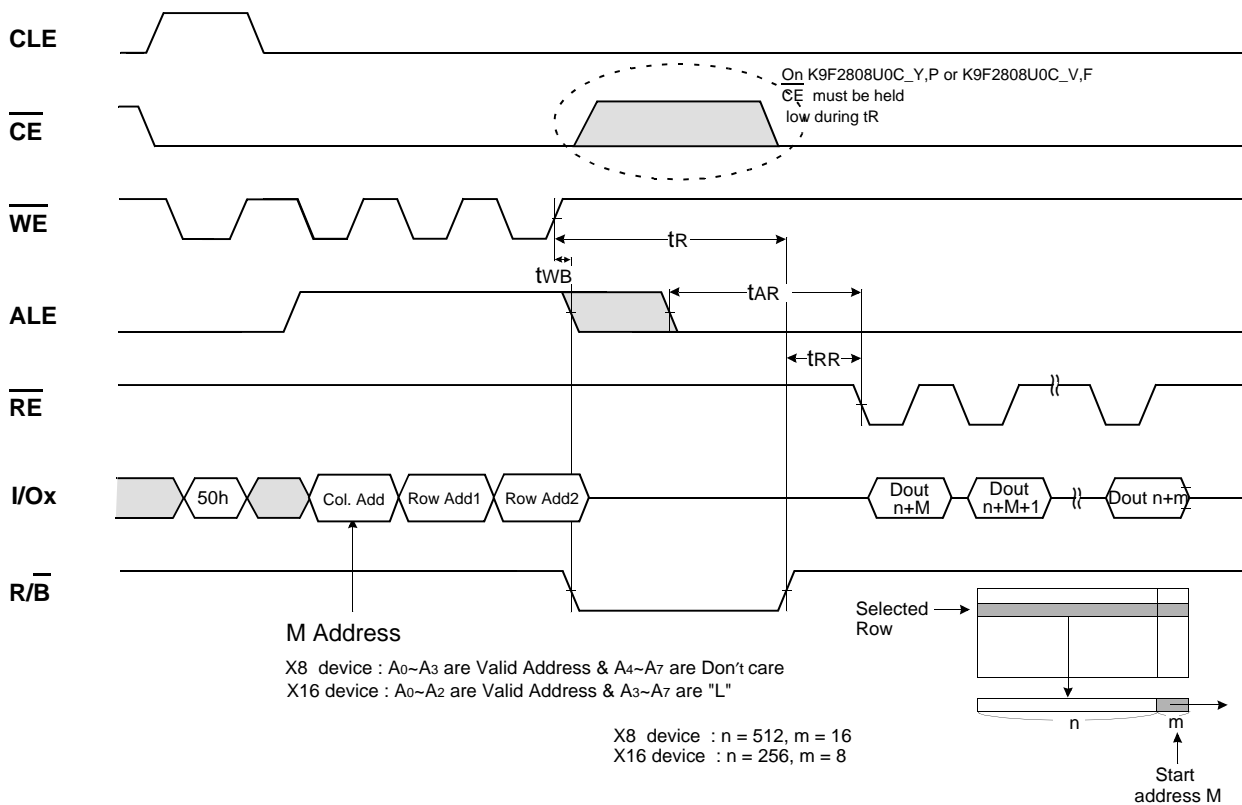 CLE
On K9F2808U0C_Y,P or K9F2808U0C_V,F
CE must be held
low during tR
CE
WE
tR
tWB
tAR
ALE
tRR
RE
I/Ox
50h
Col. Add
Row Add1
Row Add2
Dout
n+M
Dout
n+M+1
Dout n+m
R/B
Selected
Row
M Address
X8 device : A0~A3 are Valid Address & A4~A7 are Don't care
X16 device : A0~A2 are Valid Address & A3~A7 are "L"
n
m
X8 device : n = 512, m = 16
X16 device : n = 256, m = 8
Start
address M